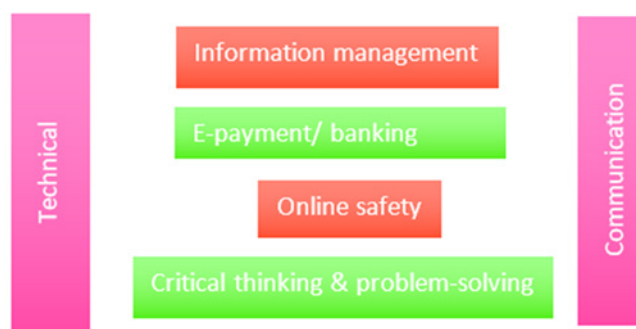 Technical
Information management
E-payment/ banking
Online safety
Critical thinking & problem-solving
Communication